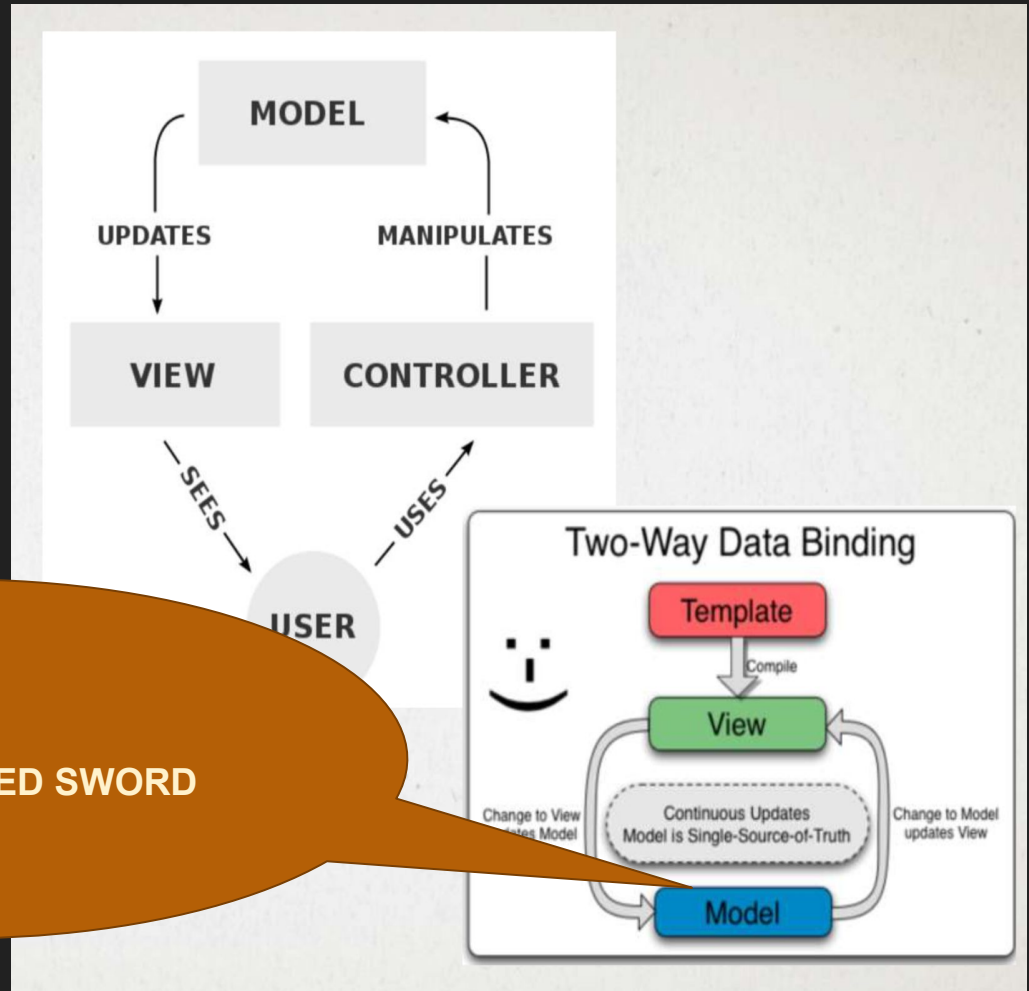 MODEL
UPDATES
MANIPULATES
VIEW
CONTROLLER
SEES
USES
USER
SWORD
Two-Way Data Binding
Template
Compile
View
Change to View
Model
Continuous Updates
Model is Single-Source-of-Truth
Change to Model
updates View
Model